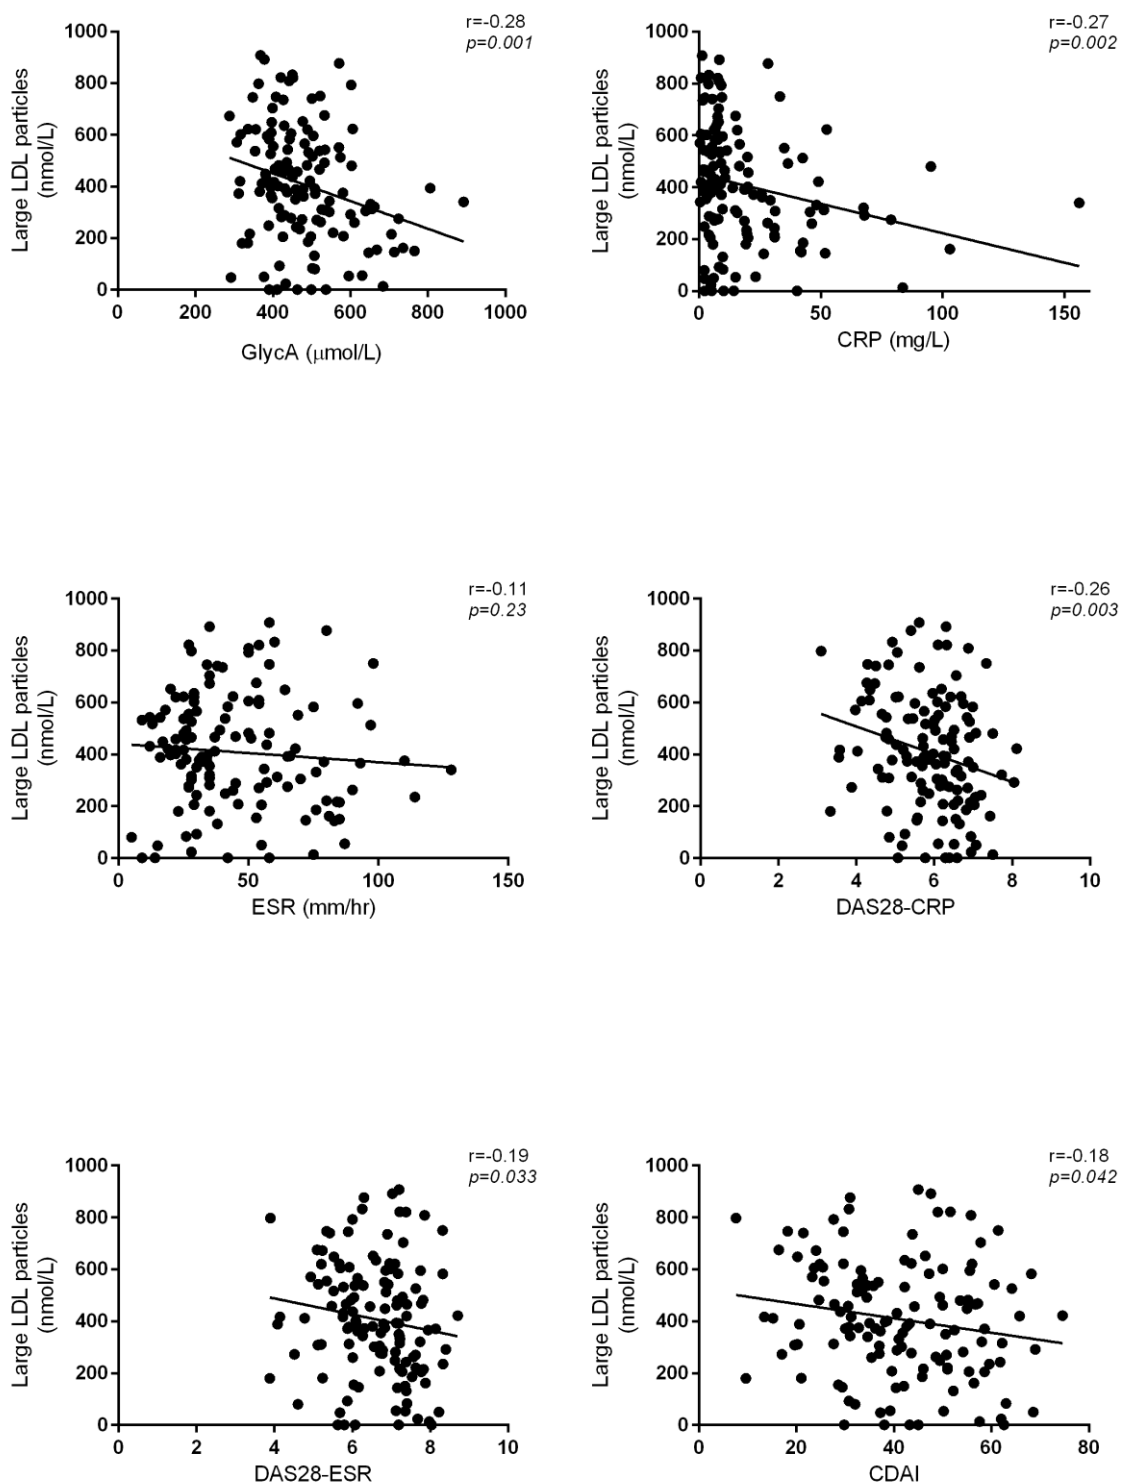 r=-0.28
p=0.001
1000
800
600
400
200
0
Large LDL particles
(nmol/L)
0 200 400 600 800 1000
GlycA (μmol/L)
r=-0.27
p=0.002
1000
800
600
400
200
0
Large LDL particles
(nmol/L)
0 50 100 150
CRP (mg/L)
r=-0.11
p=0.23
1000
800
600
400
200
0
Large LDL particles
(nmol/L)
0 50 100 150
ESR (mm/hr)
r=-0.26
p=0.003
1000
800
600
400
200
0
Large LDL particles
(nmol/L)
0 2 4 6 8 10
DAS28-CRP
r=-0.19
p=0.033
1000
800
600
400
200
0
Large LDL particles
(nmol/L)
0 2 4 6 8 10
DAS28-ESR
r=-0.18
p=0.042
1000
800
600
400
200
0
Large LDL particles
(nmol/L)
0 20 40 60 80
CDAI